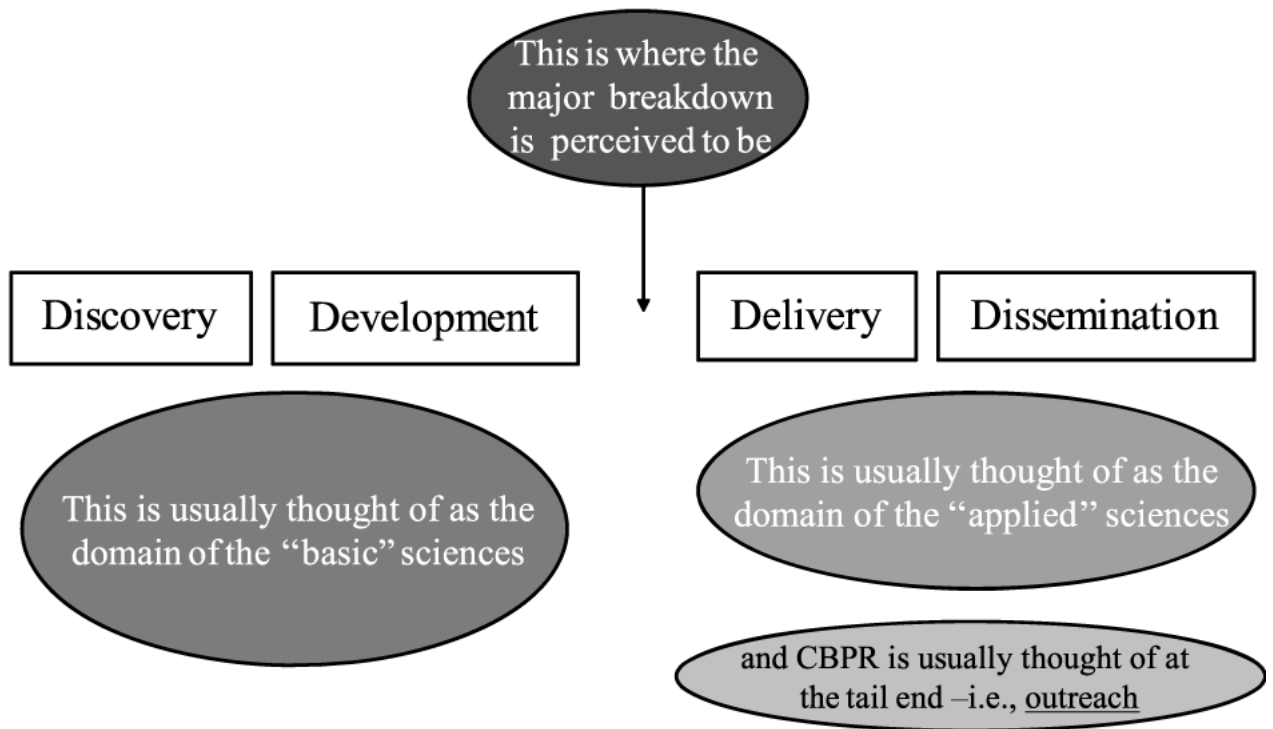 This is where the
major breakdown
is perceived to be
Discovery
Development
Delivery
Dissemination
This is usually thought of as the
domain of the “basic” sciences
This is usually thought of as the
domain of the “applied” sciences
and CBPR is usually thought of at
the tail end –i.e., outreach